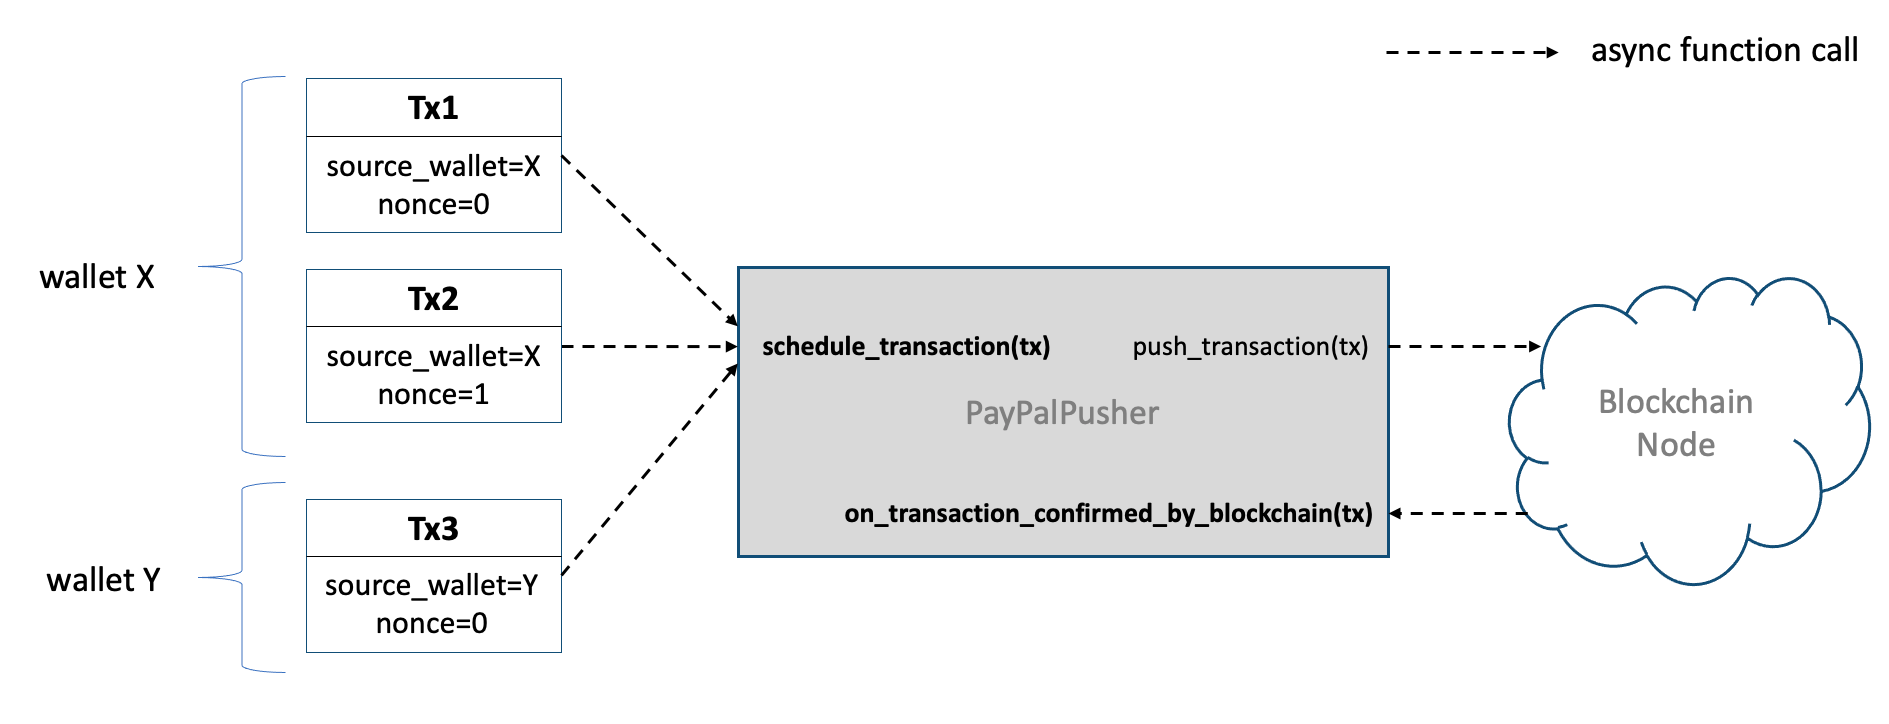 async function call
Tx1
source_wallet=X
nonce=0
wallet X
Tx2
source_wallet=X
nonce=1
wallet Y
Tx3
source_wallet=Y
nonce=0
schedule_transaction(tx)
push_transaction(tx)
PayPalPusher
on_transaction_confirmed_by_blockchain(tx)
Blockchain
Node